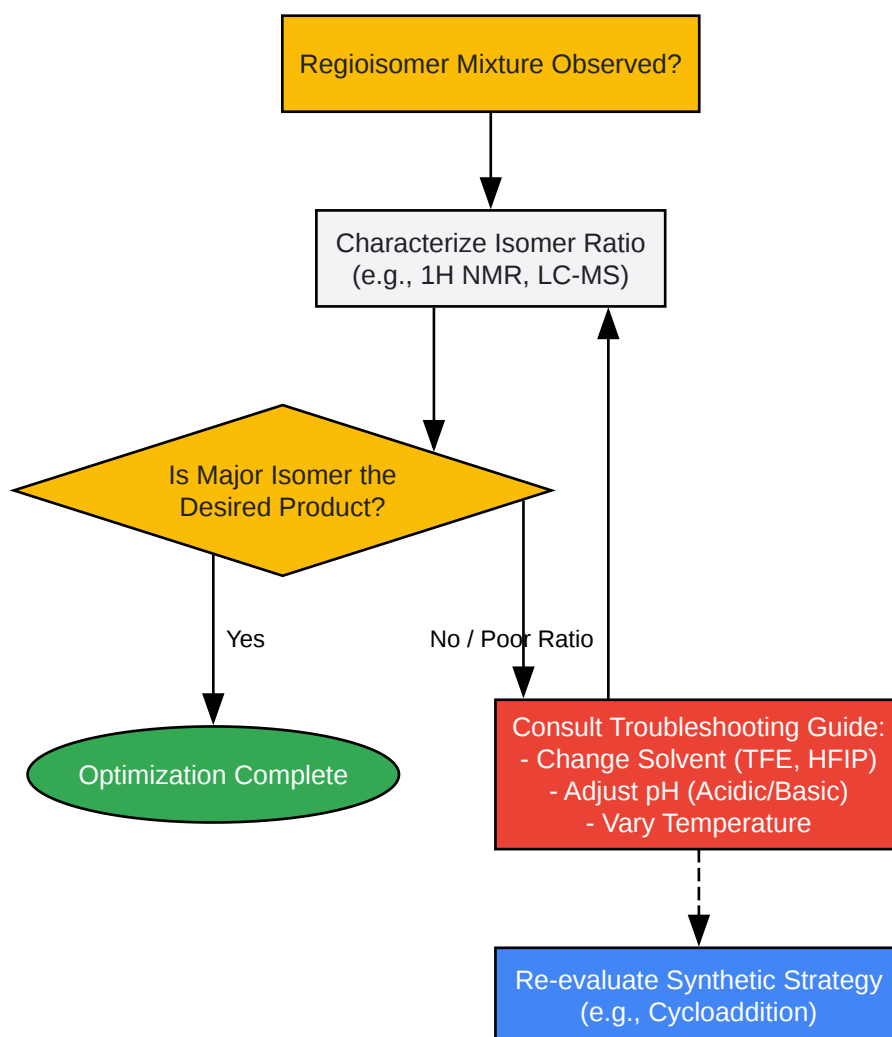 Regioisomer Mixture Observed?
Characterize Isomer Ratio
(e.g., 1H NMR, LC-MS)
Is Major Isomer the
Desired Product?
Yes
No / Poor Ratio
Optimization Complete
Consult Troubleshooting Guide:
- Change Solvent (TFE, HFIP)
- Adjust pH (Acidic/Basic)
- Vary Temperature
Re-evaluate Synthetic Strategy
(e.g., Cycloaddition)